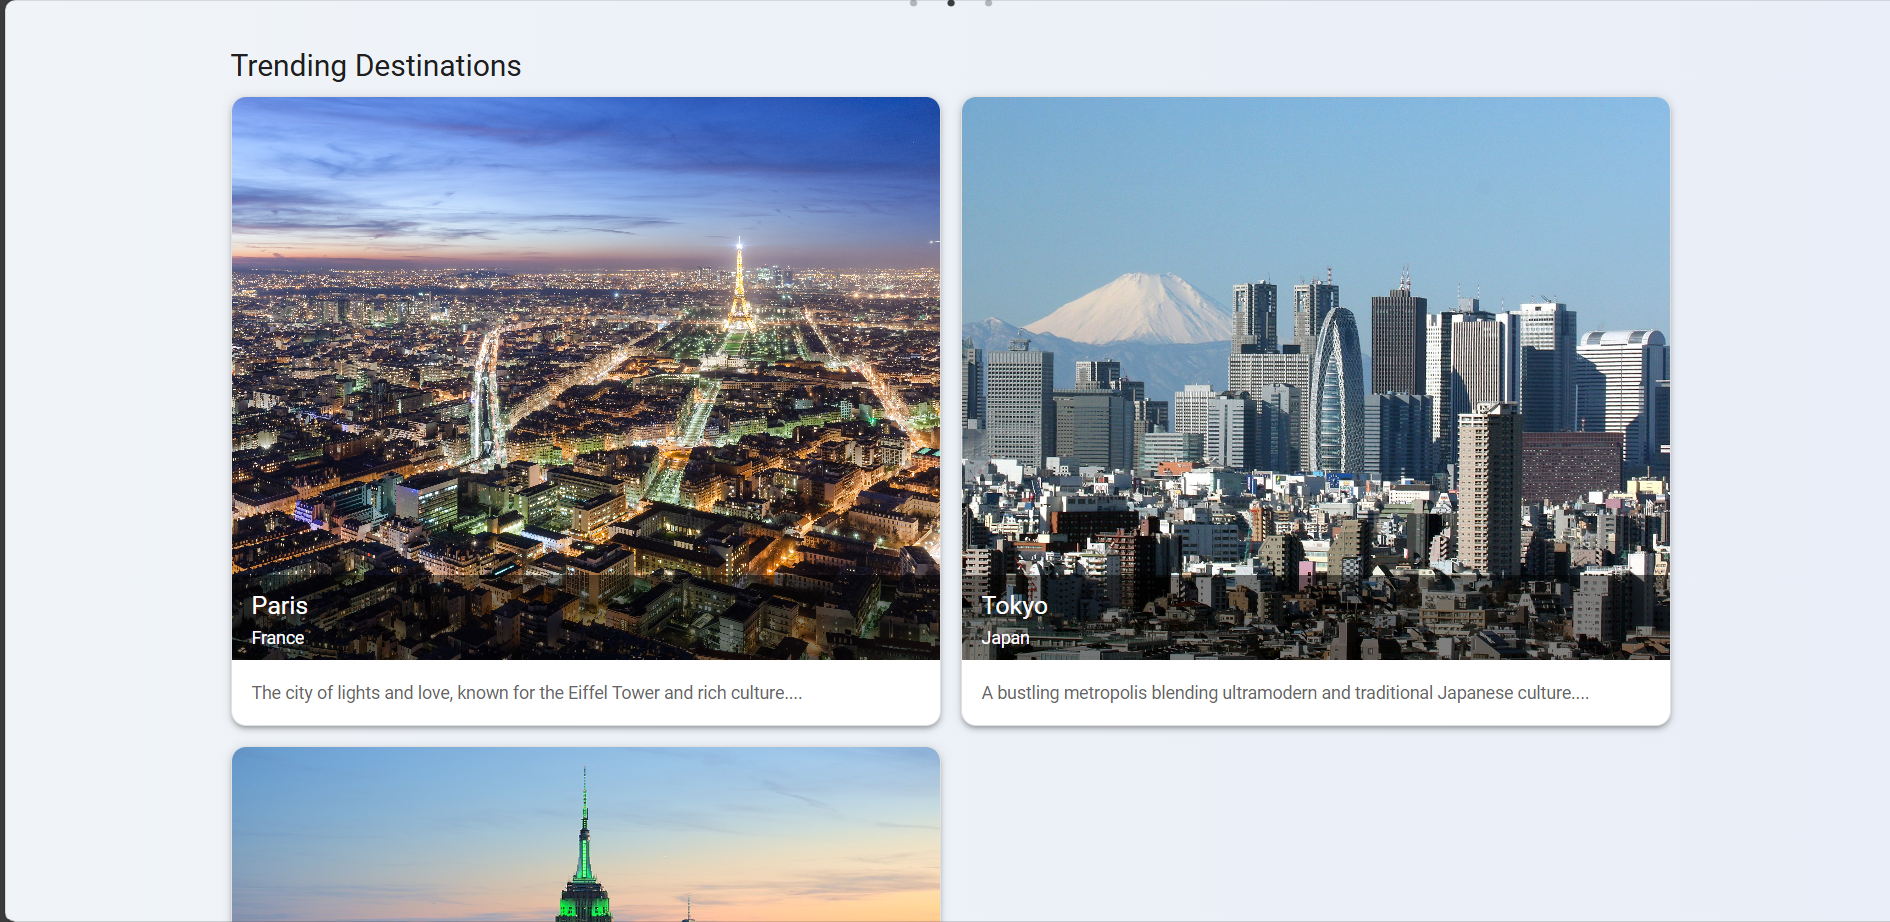 Trending Destinations
Paris
France
The city of lights and love, known for the Eiffel Tower and rich culture....
Tokyo
Japan
A bustling metropolis blending ultramodern and traditional Japanese culture....